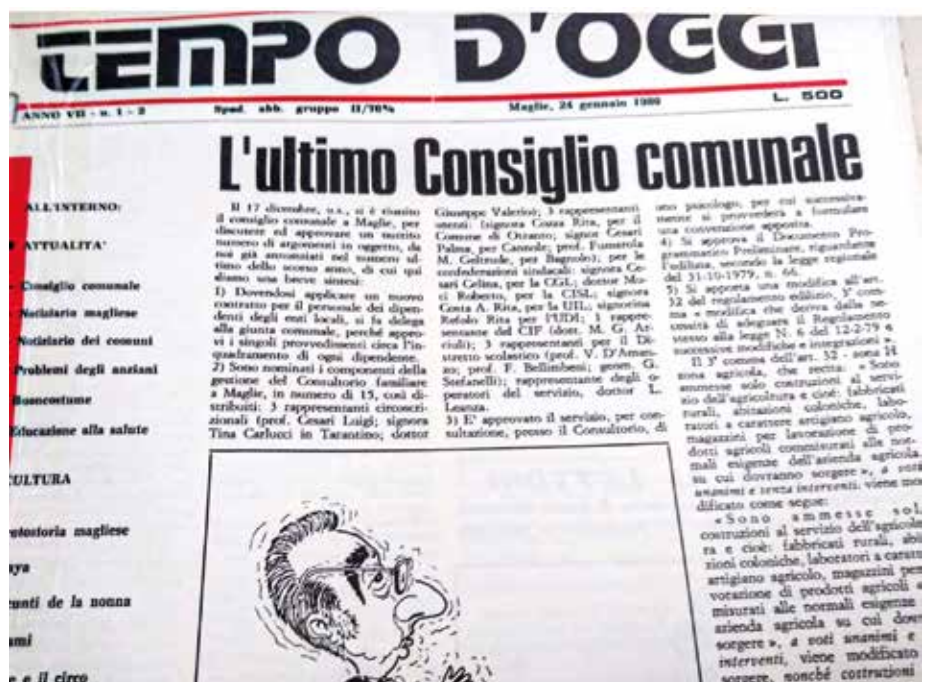 TEMPO D'OGGI
ANNO VII - n. 1 - 2
Sped. abb. gruppo II/70%
Maglie, 24 gennaio 1980
L. 500
L'ultimo Consiglio comunale
ALL'INTERNO:
ATTUALITA'
Consiglio comunale
Notiziario magliese
Notiziario dei comuni
Problemi degli anziani
Buoncostume
Educazione alla salute
CULTURA
magliese
de la nonna
e il circo
Il 17 dicembre, u.s., si è riunito
il consiglio comunale a Maglie, per
discutere ed approvare un nutrito
numero di argomenti in oggetto, da
noi già annunziati nel numero ul-
timo dello scorso anno, di cui qui
diamo una breve sintesi:
1) Dovendosi applicare un nuovo
contratto per il personale dei dipen-
denti degli enti locali, si fa delega
alla giunta comunale, perché appro-
vi i singoli provvedimenti circa l'in-
quadramento di ogni dipendente.
2) Sono nominati i componenti della
gestione del Consultorio familiare
a Maglie, in numero di 15, così di-
stribuiti: 3 rappresentanti circoscri-
zionali (prof. Cesari Luigi; signora
Tina Carlucci in Tarantino; dottor
Giuseppe Valerio); 3 rappresentanti
utenti: (signora Costa Rita, per il
Comune di Otranto; signor Cesari
Palma, per Cannole; prof. Fumarola
M. Geltrude, per Bagnolo); per le
confederazioni sindacali: signora Ce-
sari Celina, per la CGL; dottor Mu-
ci Roberto, per la CISL; signora
Costa A. Rita, per la UIL; signorina
Refolo Rita per l'UDI; 1 rappre-
sentante del CIF (dott. M. G. Ar-
ciuli); 3 rappresentanti per il Di-
stretto scolastico (prof. V. D'Aman-
zo; prof. F. Bellimbeni; geom. G.
Stefanelli); rappresentante degli o-
peratori del servizio, dottor L.
Leanza.
3) E' approvato il servizio, per con-
sultazione, presso il Consultorio, di
uno psicologo, per cui successiva-
mente si provvederà a formulare
una convenzione apposita.
4) Si approva il Documento Pro-
grammatico Preliminare, riguardante
l'edilizia, secondo la legge regionale
del 31-10-1979, n. 66.
5) Si apporta una modifica all'art.
32 del regolamento edilizio, 3° com-
ma « modifica che deriva dalla ne-
cessità di adeguare il Regolamento
stesso alla legge N. 6 del 12-2-79 e
successive modifiche e integrazioni ».
Il 3° comma dell'art. 32 - zona H
zona agricola, che recita: « Sono
ammesse solo costruzioni al servi-
zio dell'agricoltura e cioè: fabbricati
rurali, abitazioni coloniche, labo-
ratori a carattere artigiano agricolo,
magazzini per lavorazione di pro-
dotti agricoli commisurati alle nor-
mali esigenze dell'azienda agricola
su cui dovranno sorgere », a voti
unanimi e senza interventi, viene mo
dificato come segue:
« Sono ammesse sol
costruzioni al servizio dell'agricol
ra e cioè: fabbricati rurali, abi
zioni coloniche, laboratori a caratt
artigiano agricolo, magazzini per
vorazione di prodotti agricoli
misurati alle normali esigenze
azienda agricola su cui dov
sorgere », a voti unanimi e
interventi, viene modificato
sorgere, nonché costruzioni